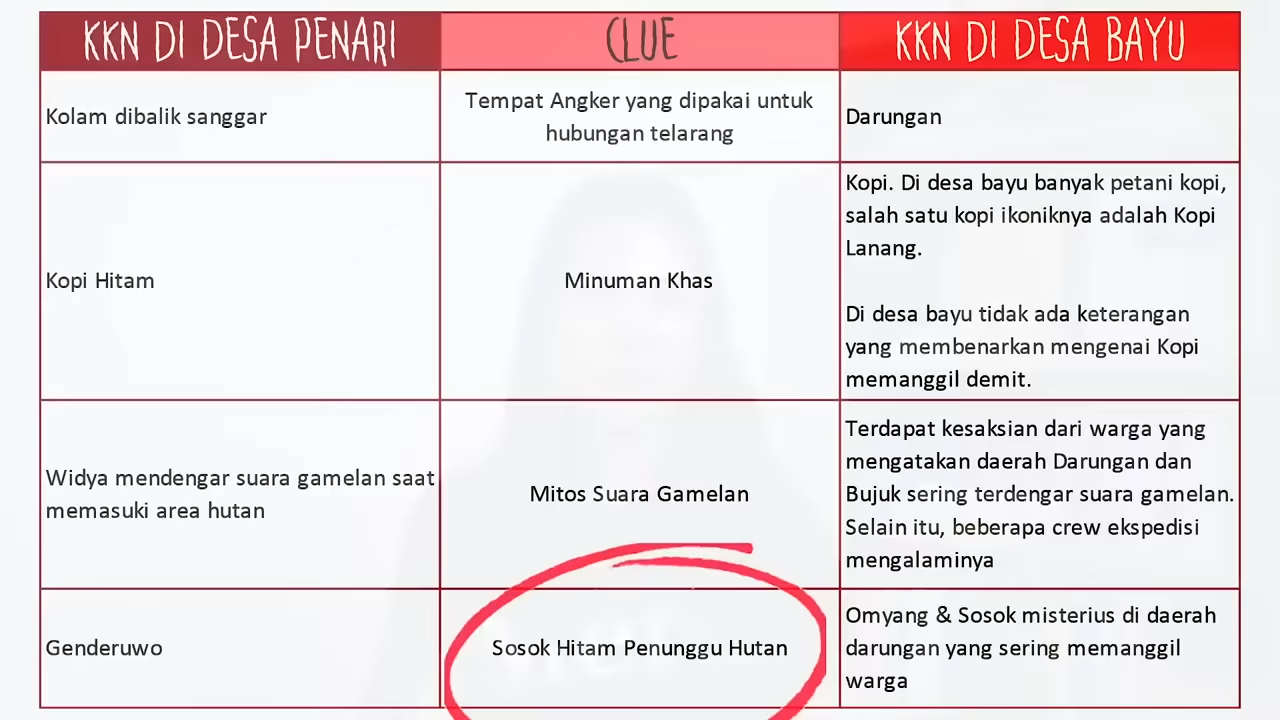 KKN DI DESA PENARI
CLUE
KKN DI DESA BAYU
Kolam dibalik sanggar
Tempat Angker yang dipakai untuk
hubungan telarang
Darungan
Kopi Hitam
Minuman Khas
Kopi. Di desa bayu banyak petani kopi,
salah satu kopi ikoniknya adalah Kopi
Lanang.
Di desa bayu tidak ada keterangan
yang membenarkan mengenai Kopi
memanggil demit.
Widya mendengar suara gamelan saat
memasuki area hutan
Mitos Suara Gamelan
Terdapat kesaksian dari warga yang
mengatakan daerah Darungan dan
Bujuk sering terdengar suara gamelan.
Selain itu, beberapa crew ekspedisi
mengalaminya
Genderuwo
Sosok Hitam Penunggu Hutan
Omyang & Sosok misterius di daerah
darungan yang sering memanggil
warga